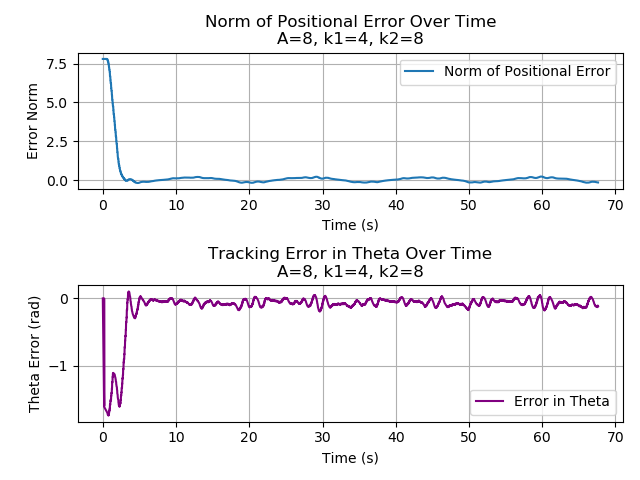 Norm of Positional Error Over Time
A=8, k1=4, k2=8
Error Norm
7.5
5.0
2.5
0.0
Norm of Positional Error
0 10 20 30 40 50 60 70
Time (s)
Tracking Error in Theta Over Time
A=8, k1=4, k2=8
Theta Error (rad)
0
−1
Error in Theta
0 10 20 30 40 50 60 70
Time (s)